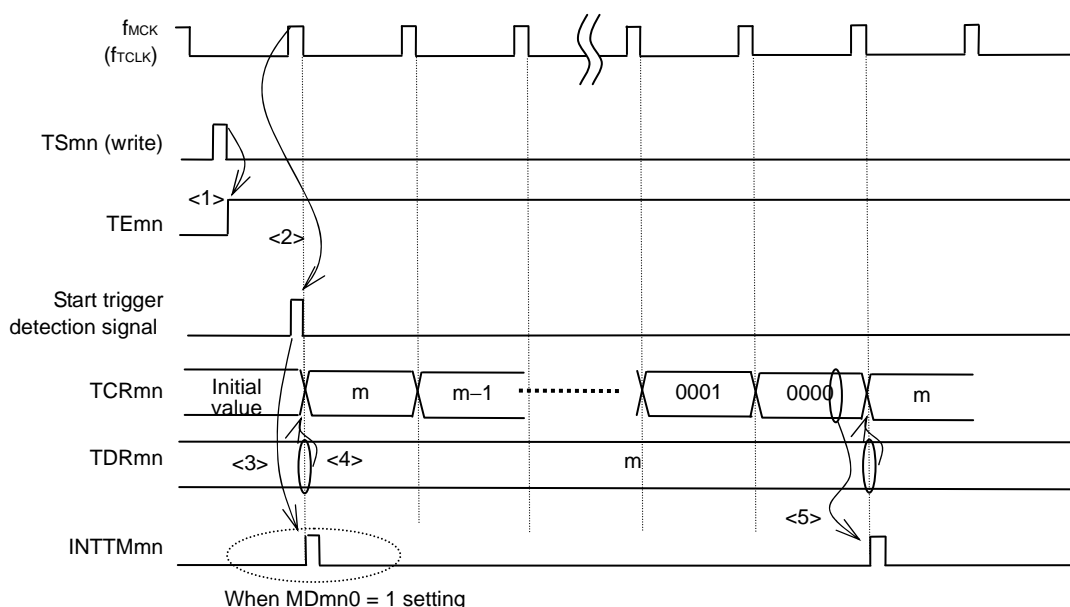 fMCK
(fTCLK)
TSmn (write)
<1>
TEmn
<2>
Start trigger
detection signal
TCRmn
Initial
value
m
m−1
0001
0000
m
TDRmn
<3>
<4>
m
<5>
INTTMmn
When MDmn0 = 1 setting